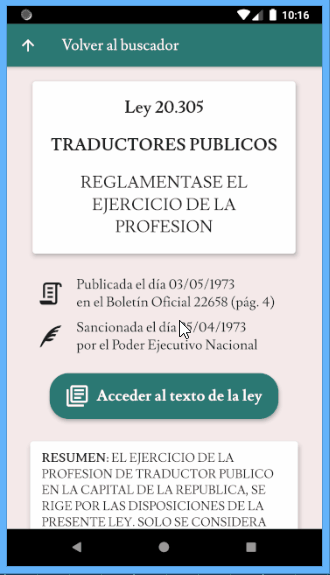 10:16
Volver al buscador
Ley 20.305
TRADUCTORES PUBLICOS
REGLAMENTASE EL
EJERCICIO DE LA
PROFESION
Publicada el día 03/05/1973
en el Boletín Oficial 22658 (pág. 4)
Sancionada el día /04/1973
por el Poder Ejecutivo Nacional
Acceder al texto de la ley
RESUMEN: EL EJERCICIO DE LA
PROFESION DE TRADUCTOR PUBLICO
EN LA CAPITAL DE LA REPUBLICA, SE
RIGE POR LAS DISPOSICIONES DE LA
PRESENTE LEY. SOLO SE CONSIDERA